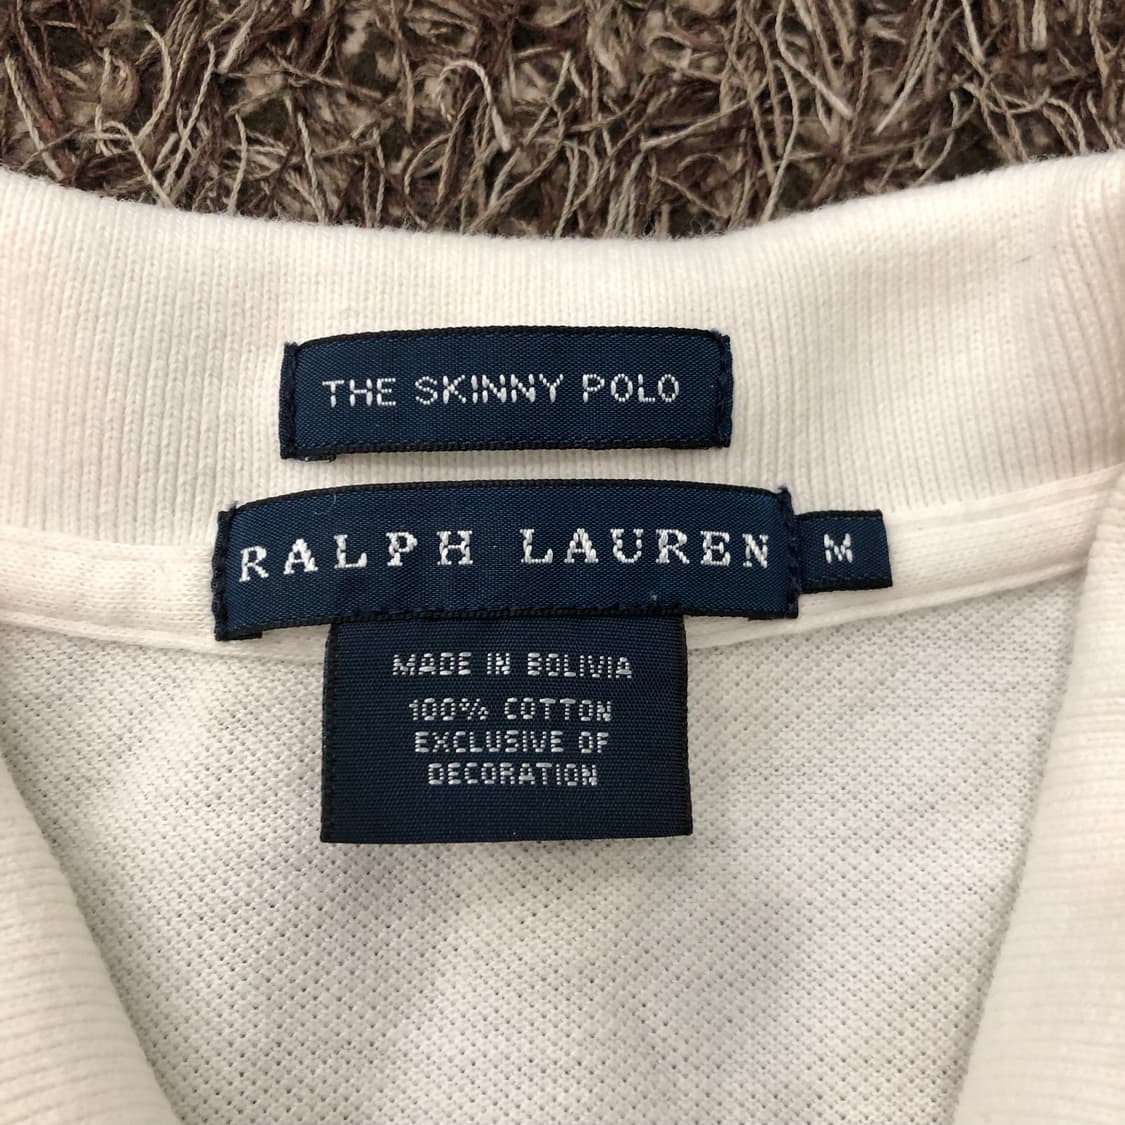 THE SKINNY POLO
RALPH LAUREN
M
MADE IN BOLIVIA
100% COTTON
EXCLUSIVE OF
DECORATION